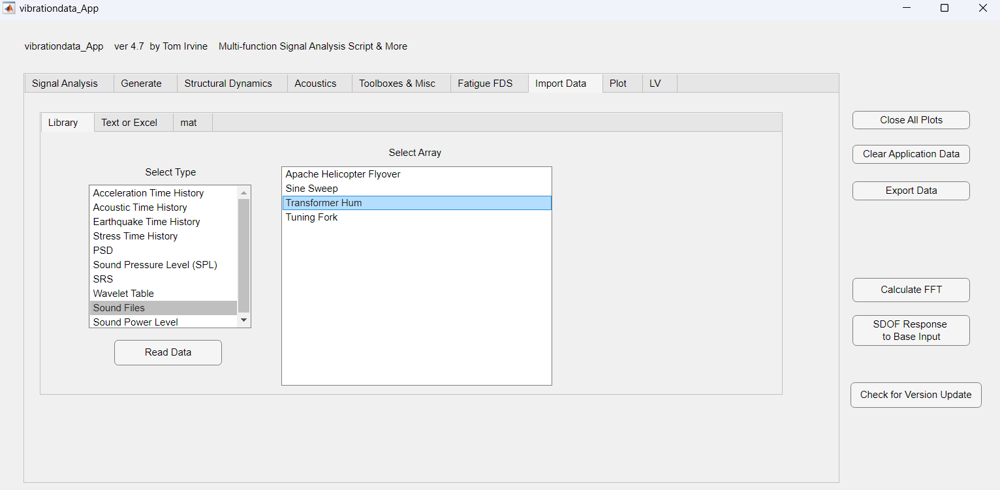 vibrationdata_App
vibrationdata_App ver 4.7 by Tom Irvine Multi-function Signal Analysis Script & More
Signal Analysis Generate Structural Dynamics Acoustics Toolboxes & Misc Fatigue FDS Import Data Plot LV
Library Text or Excel mat
Select Type
Acceleration Time History
Acoustic Time History
Earthquake Time History
Stress Time History
PSD
Sound Pressure Level (SPL)
SRS
Wavelet Table
Sound Files
Sound Power Level
Read Data
Select Array
Apache Helicopter Flyover
Sine Sweep
Transformer Hum
Tuning Fork
Close All Plots
Clear Application Data
Export Data
Calculate FFT
SDOF Response
to Base Input
Check for Version Update